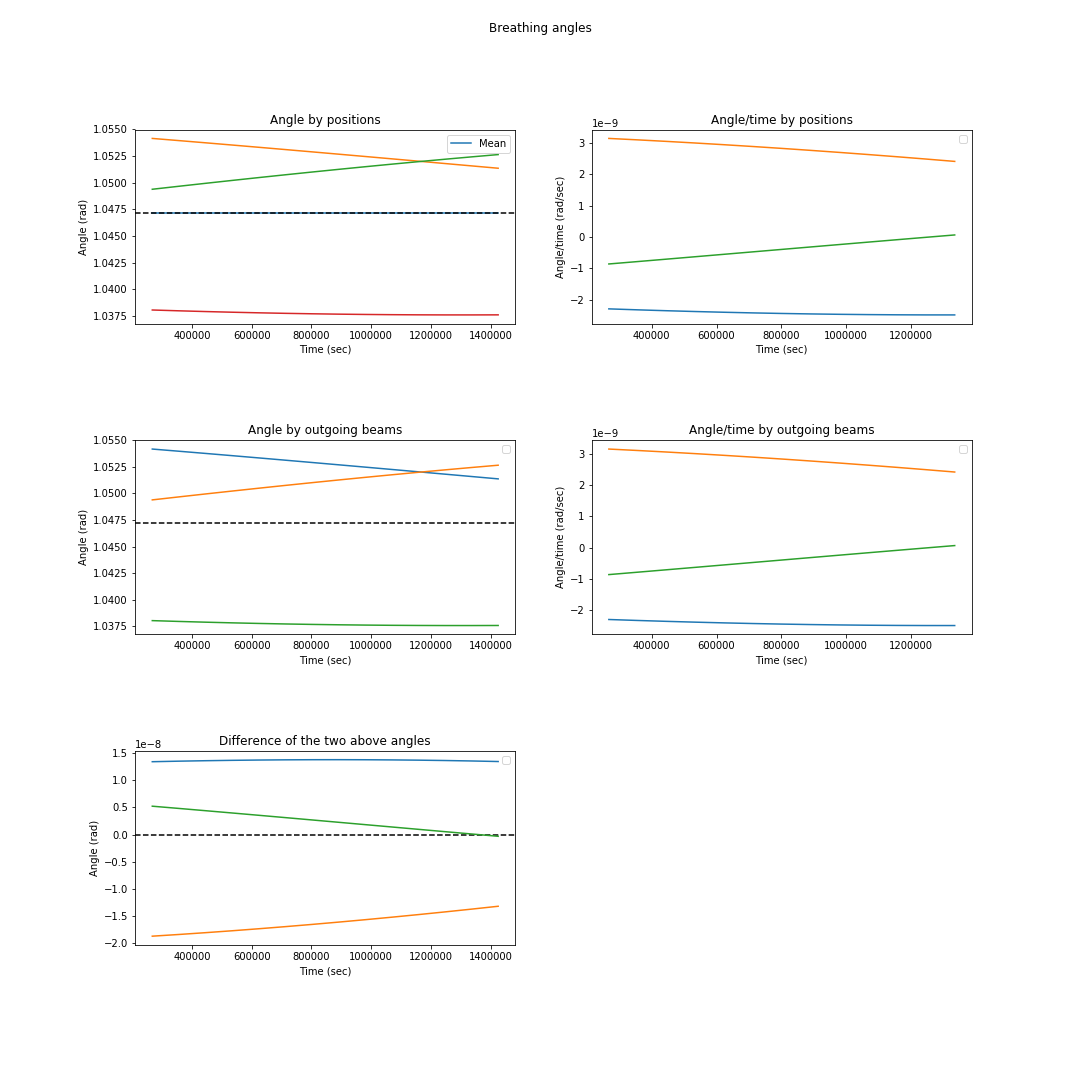 Breathing angles
Angle by positions
1.0550
1.0525
1.0500
1.0475
1.0450
1.0425
1.0400
1.0375
Angle (rad)
Mean
400000 600000 800000 1000000 1200000 1400000
Time (sec)
Angle/time by positions
1e−9
3
2
1
0
−1
−2
Angle/time (rad/sec)
400000 600000 800000 1000000 1200000
Time (sec)
Angle by outgoing beams
1.0550
1.0525
1.0500
1.0475
1.0450
1.0425
1.0400
1.0375
Angle (rad)
400000 600000 800000 1000000 1200000 1400000
Time (sec)
Angle/time by outgoing beams
1e−9
3
2
1
0
−1
−2
Angle/time (rad/sec)
400000 600000 800000 1000000 1200000
Time (sec)
Difference of the two above angles
1e−8
1.5
1.0
0.5
0.0
−0.5
−1.0
−1.5
−2.0
Angle (rad)
400000 600000 800000 1000000 1200000 1400000
Time (sec)